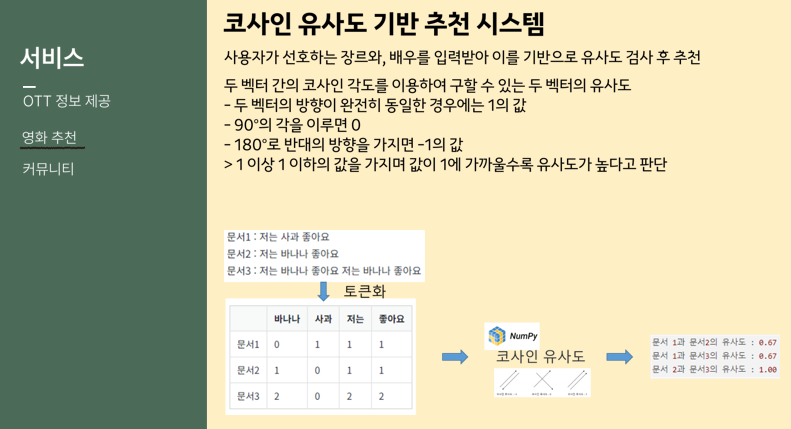 서비스
OTT 정보 제공
영화 추천
커뮤니티
코사인 유사도 기반 추천 시스템
사용자가 선호하는 장르와, 배우를 입력받아 이를 기반으로 유사도 검사 후 추천
두 벡터 간의 코사인 각도를 이용하여 구할 수 있는 두 벡터의 유사도
- 두 벡터의 방향이 완전히 동일한 경우에는 1의 값
- 90°의 각을 이루면 0
- 180°로 반대의 방향을 가지면 -1의 값
> 1 이상 1 이하의 값을 가지며 값이 1에 가까울수록 유사도가 높다고 판단
문서1 : 저는 사과 좋아요
문서2 : 저는 바나나 좋아요
문서3 : 저는 바나나 좋아요 저는 바나나 좋아요
토큰화
바나나 사과 저는 좋아요
문서1 0 1 1 1
문서2 1 0 1 1
문서3 2 0 2 2
NumPy
코사인 유사도
문서 1과 문서2의 유사도 : 0.67
문서 1과 문서3의 유사도 : 0.67
문서 2과 문서3의 유사도 : 1.00